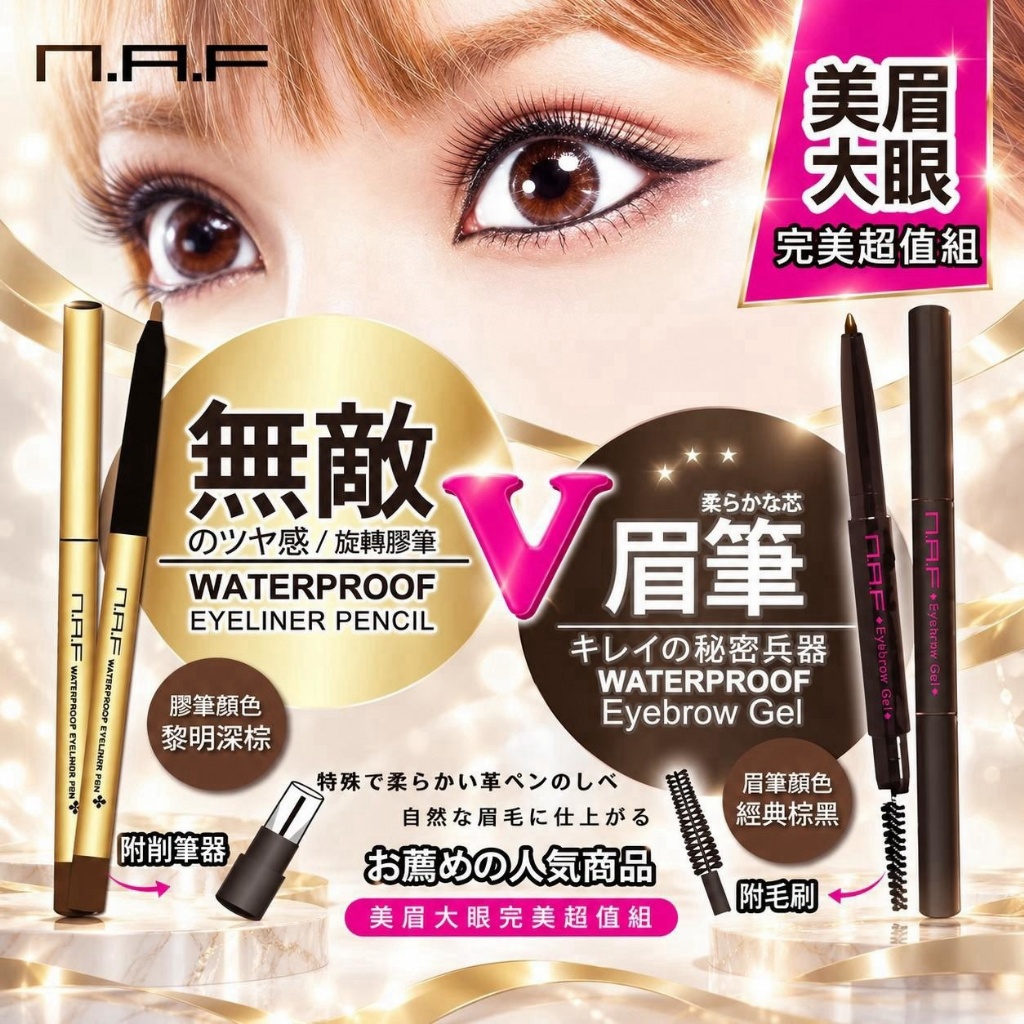 n.A.F
美眉
大眼
完美超值組
無敵
のツヤ感 / 旋轉膠筆
WATERPROOF
EYELINER PENCIL
V
柔らかな芯
眉筆
キレイの秘密兵器
WATERPROOF
Eyebrow Gel
n.A.F WATERPROOF EYELINER PEN
n.A.F WATERPROOF EYELINER PEN
n.A.F Eyebrow Gel
n.A.F Eyebrow Gel
膠筆顏色
黎明深棕
眉筆顏色
經典棕黑
特殊で柔らかい革ペンのしべ
自然な眉毛に仕上がる
お薦めの人気商品
美眉大眼完美超值組
附削筆器
附毛刷